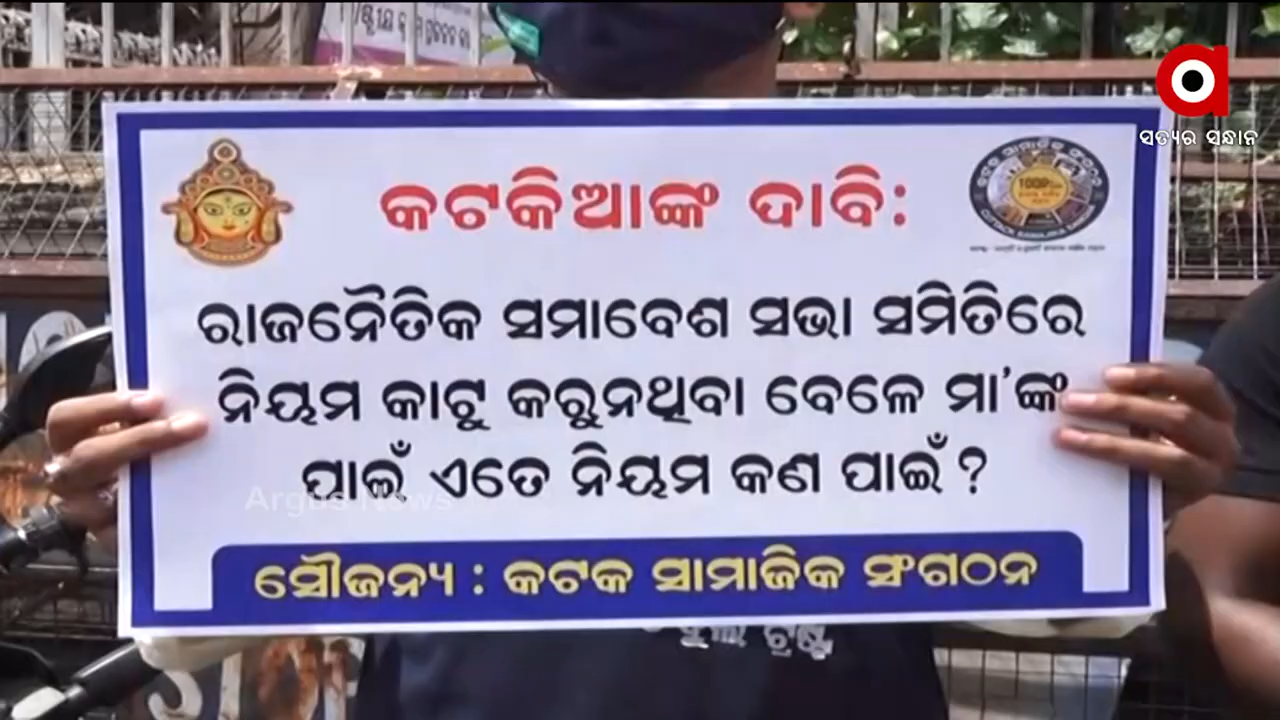 ସତ୍ୟର ସନ୍ଧାନ
କଟକିଆଙ୍କ ଦାବି:
ରାଜନୈତିକ ସମାବେଶ ସଭା ସମିତିରେ
ନିୟମ କାଟୁ କରୁନଥିବା ବେଳେ ମା'ଙ୍କ
ପାଇଁ ଏତେ ନିୟମ କଣ ପାଇଁ ?
Argus News
ସୌଜନ୍ୟ : କଟକ ସାମାଜିକ ସଂଗଠନ